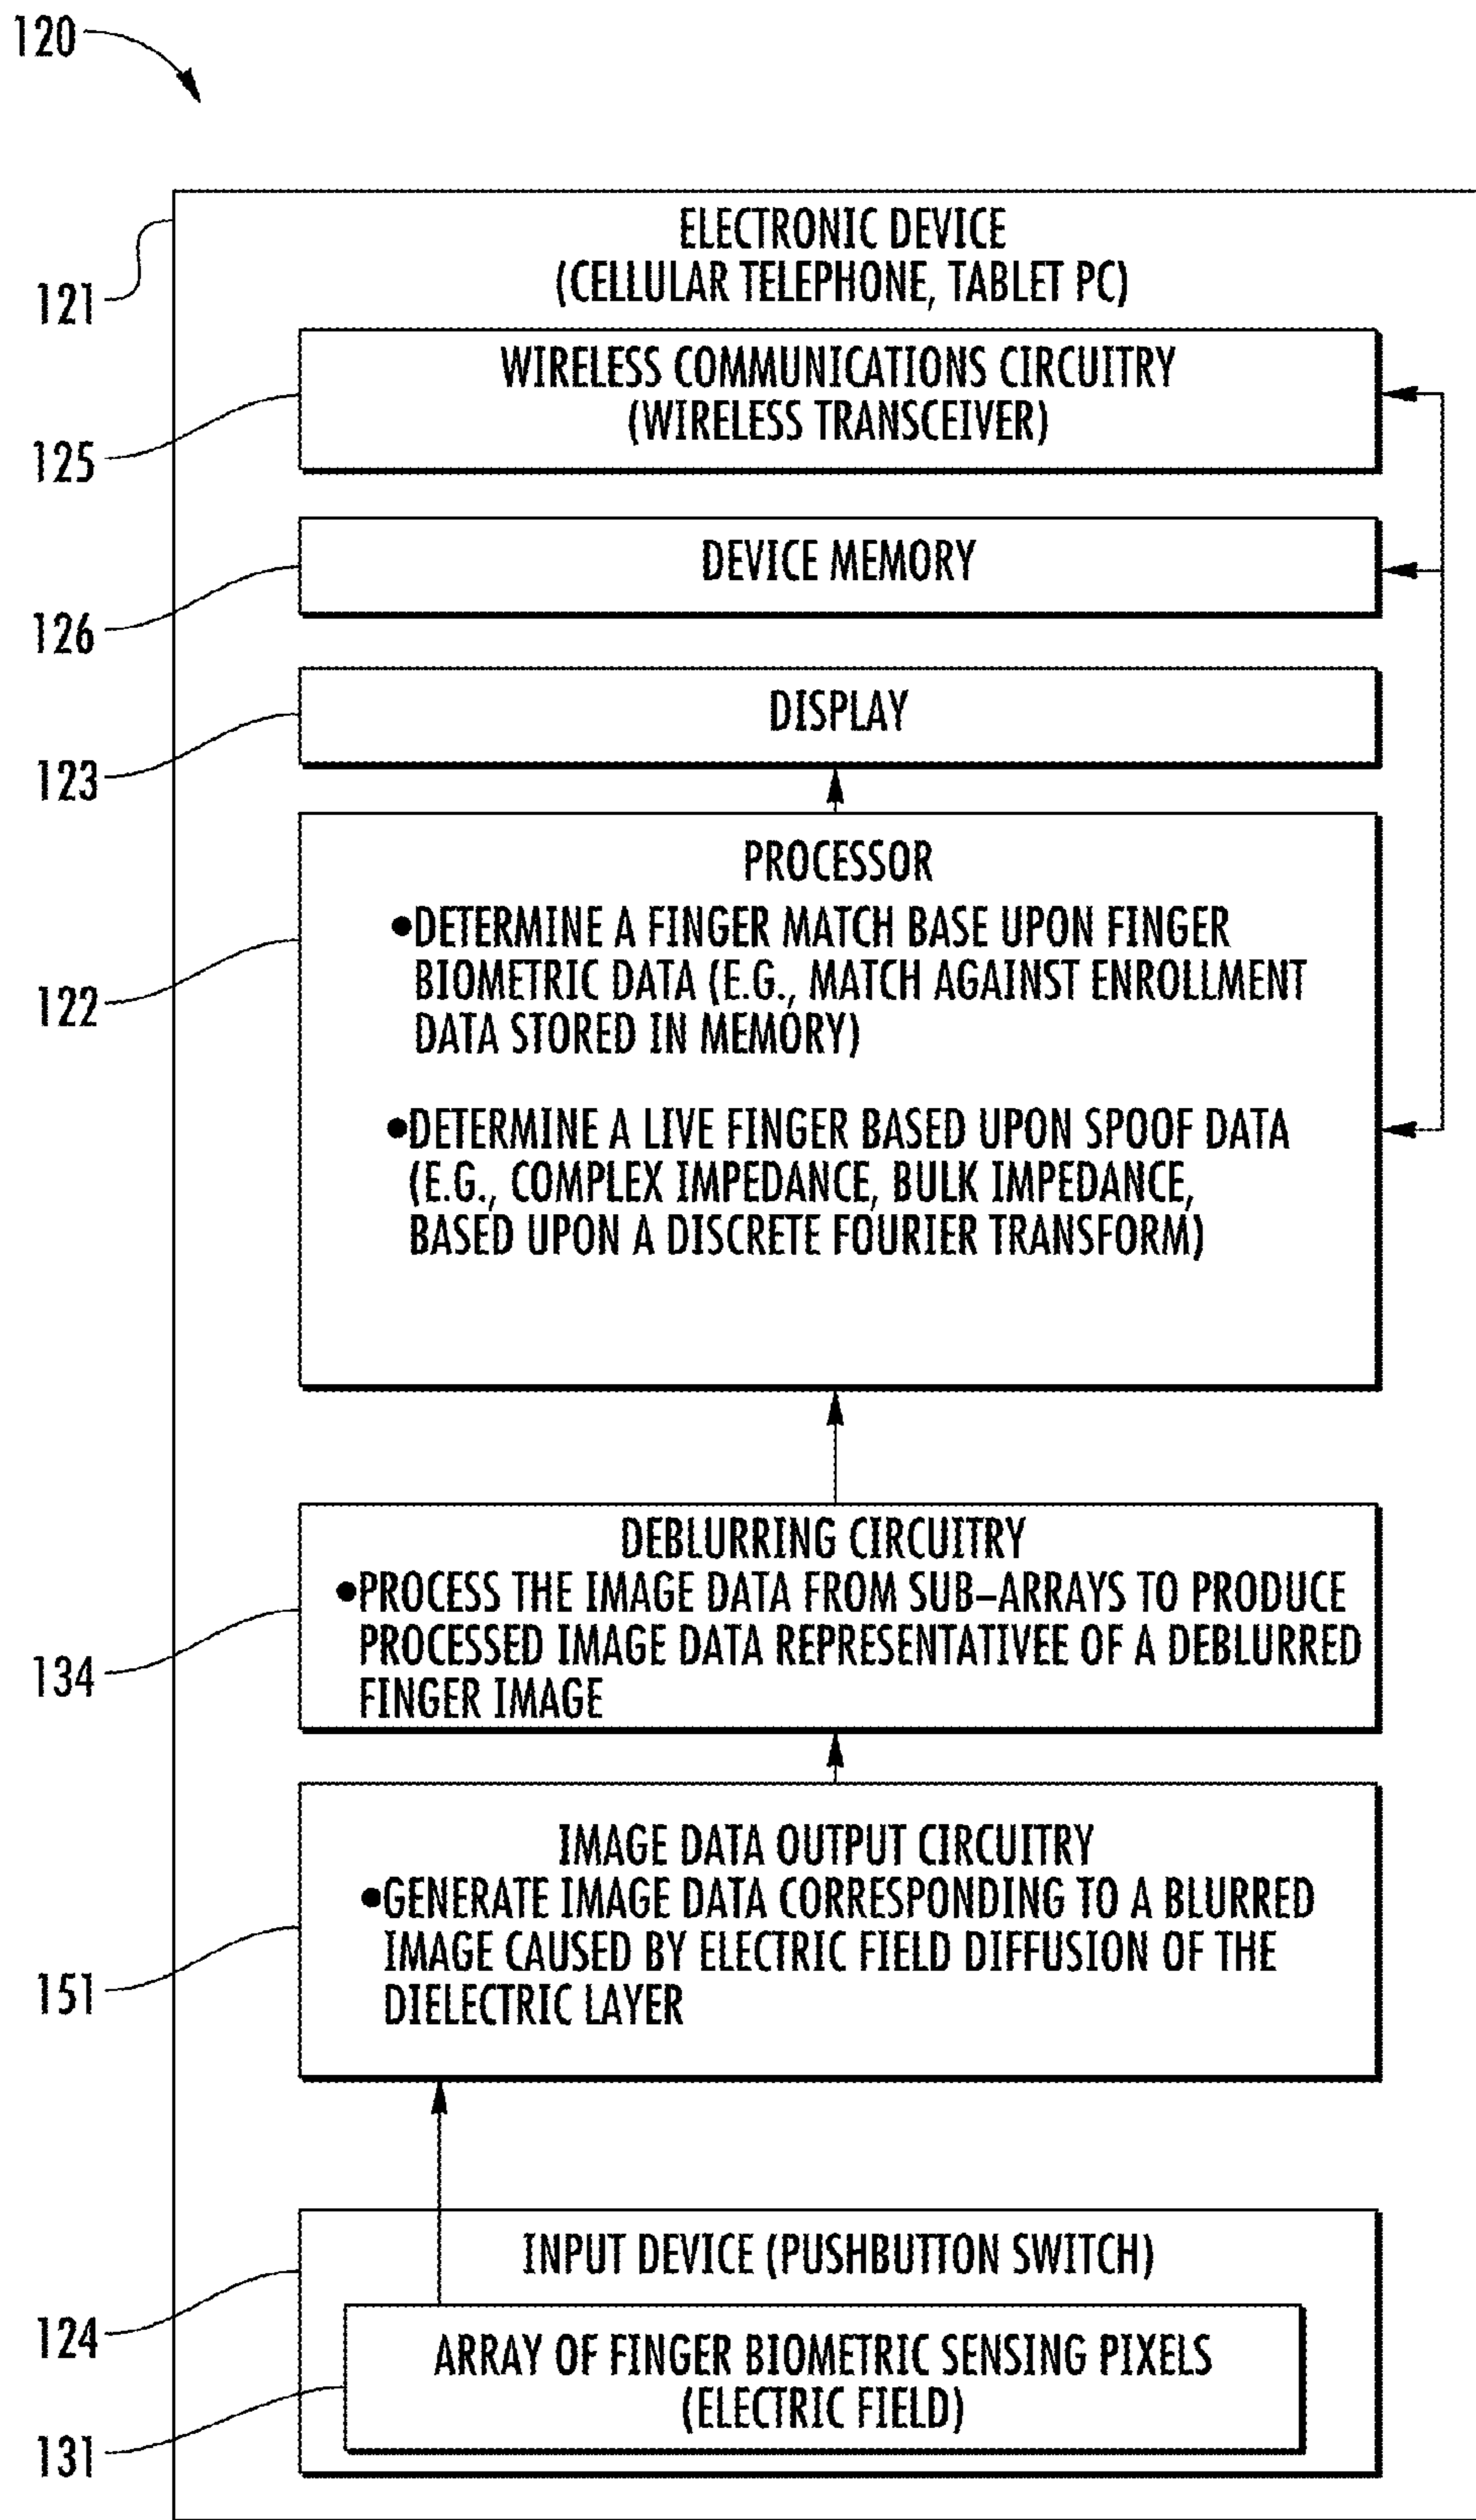 120
121
ELECTRONIC DEVICE
(CELLULAR TELEPHONE, TABLET PC)
125
WIRELESS COMMUNICATIONS CIRCUITRY
(WIRELESS TRANSCEIVER)
126
DEVICE MEMORY
123
DISPLAY
122
PROCESSOR
•DETERMINE A FINGER MATCH BASE UPON FINGER
BIOMETRIC DATA (E.G., MATCH AGAINST ENROLLMENT
DATA STORED IN MEMORY)
•DETERMINE A LIVE FINGER BASED UPON SPOOF DATA
(E.G., COMPLEX IMPEDANCE, BULK IMPEDANCE,
BASED UPON A DISCRETE FOURIER TRANSFORM)
134
DEBLURRING CIRCUITRY
•PROCESS THE IMAGE DATA FROM SUB-ARRAYS TO PRODUCE
PROCESSED IMAGE DATA REPRESENTATIVEE OF A DEBLURRED
FINGER IMAGE
151
IMAGE DATA OUTPUT CIRCUITRY
•GENERATE IMAGE DATA CORRESPONDING TO A BLURRED
IMAGE CAUSED BY ELECTRIC FIELD DIFFUSION OF THE
DIELECTRIC LAYER
124
INPUT DEVICE (PUSHBUTTON SWITCH)
131
ARRAY OF FINGER BIOMETRIC SENSING PIXELS
(ELECTRIC FIELD)